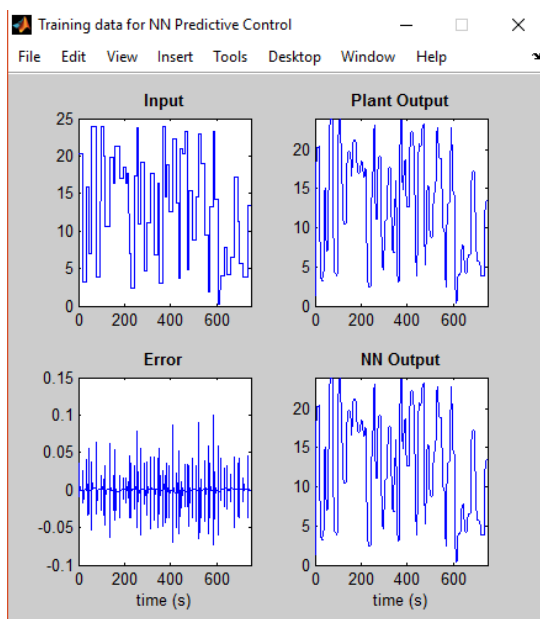 Training data for NN Predictive Control
File Edit View Insert Tools Desktop Window Help
Input
25
20
15
10
5
0
0 200 400 600
Plant Output
20
15
10
5
0
0 200 400 600
Error
0.15
0.1
0.05
0
-0.05
-0.1
0 200 400 600
time (s)
NN Output
20
15
10
5
0
0 200 400 600
time (s)